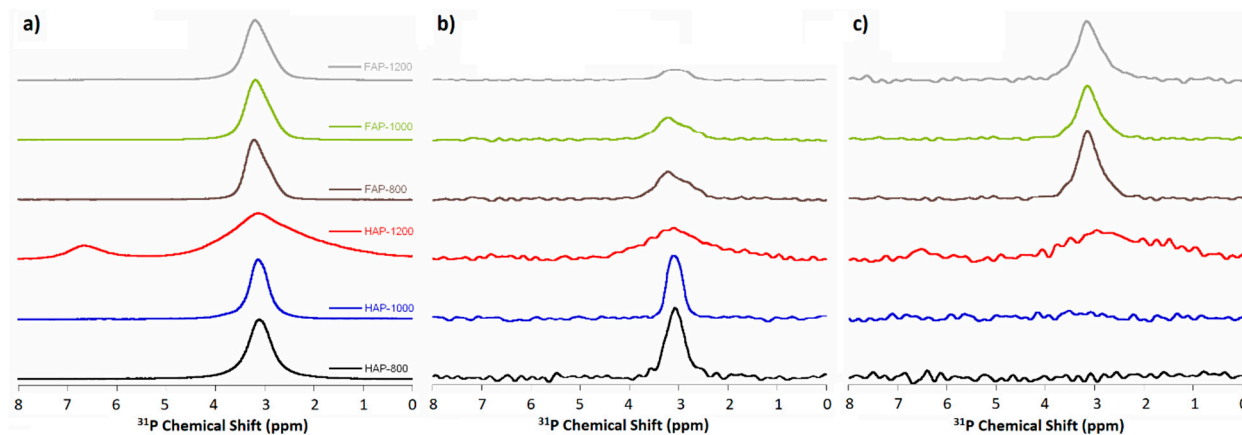 a)
FAP-1200
FAP-1000
FAP-800
HAP-1200
HAP-1000
HAP-800
8 7 6 5 4 3 2 1 0
³¹P Chemical Shift (ppm)
b)
8 7 6 5 4 3 2 1 0
³¹P Chemical Shift (ppm)
c)
8 7 6 5 4 3 2 1 0
³¹P Chemical Shift (ppm)